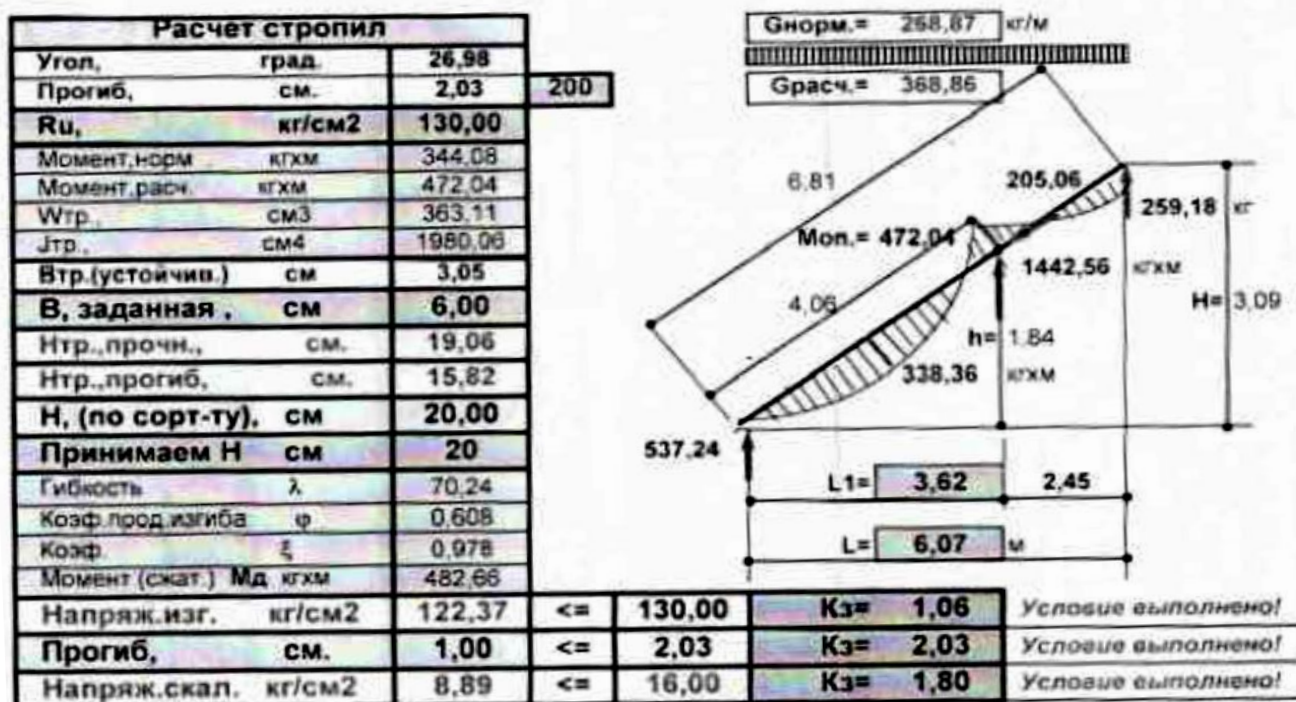 Расчет стропил
Угол, град. 26,98
Прогиб, см. 2,03 200
Ru, кг/см2 130,00
Момент,норм кгхм 344,08
Момент,расч. кгхм 472,04
Wтр., см3 363,11
Jтр., см4 1980,06
Втр.(устойчив.) см 3,05
В, заданная , см 6,00
Нтр.,прочн., см. 19,06
Нтр.,прогиб, см. 15,82
Н, (по сорт-ту), см 20,00
Принимаем Н см 20
Гибкость λ 70,24
Коэф.прод.изгиба φ 0,608
Коэф. ξ 0,978
Момент (сжат.) Мд кгхм 482,66
Напряж.изг. кг/см2 122,37 <= 130,00 Кз= 1,06 Условие выполнено!
Прогиб, см. 1,00 <= 2,03 Кз= 2,03 Условие выполнено!
Напряж.скал. кг/см2 8,89 <= 16,00 Кз= 1,80 Условие выполнено!
Gнорм.= 268,87 кг/м
Gрасч.= 368,86
6,81
205,06
259,18 кг
Моп.= 472,04
1442,56 кгхм
4,06
H= 3,09
h= 1,84
338,36 кгхм
537,24
L1= 3,62 2,45
L= 6,07 м